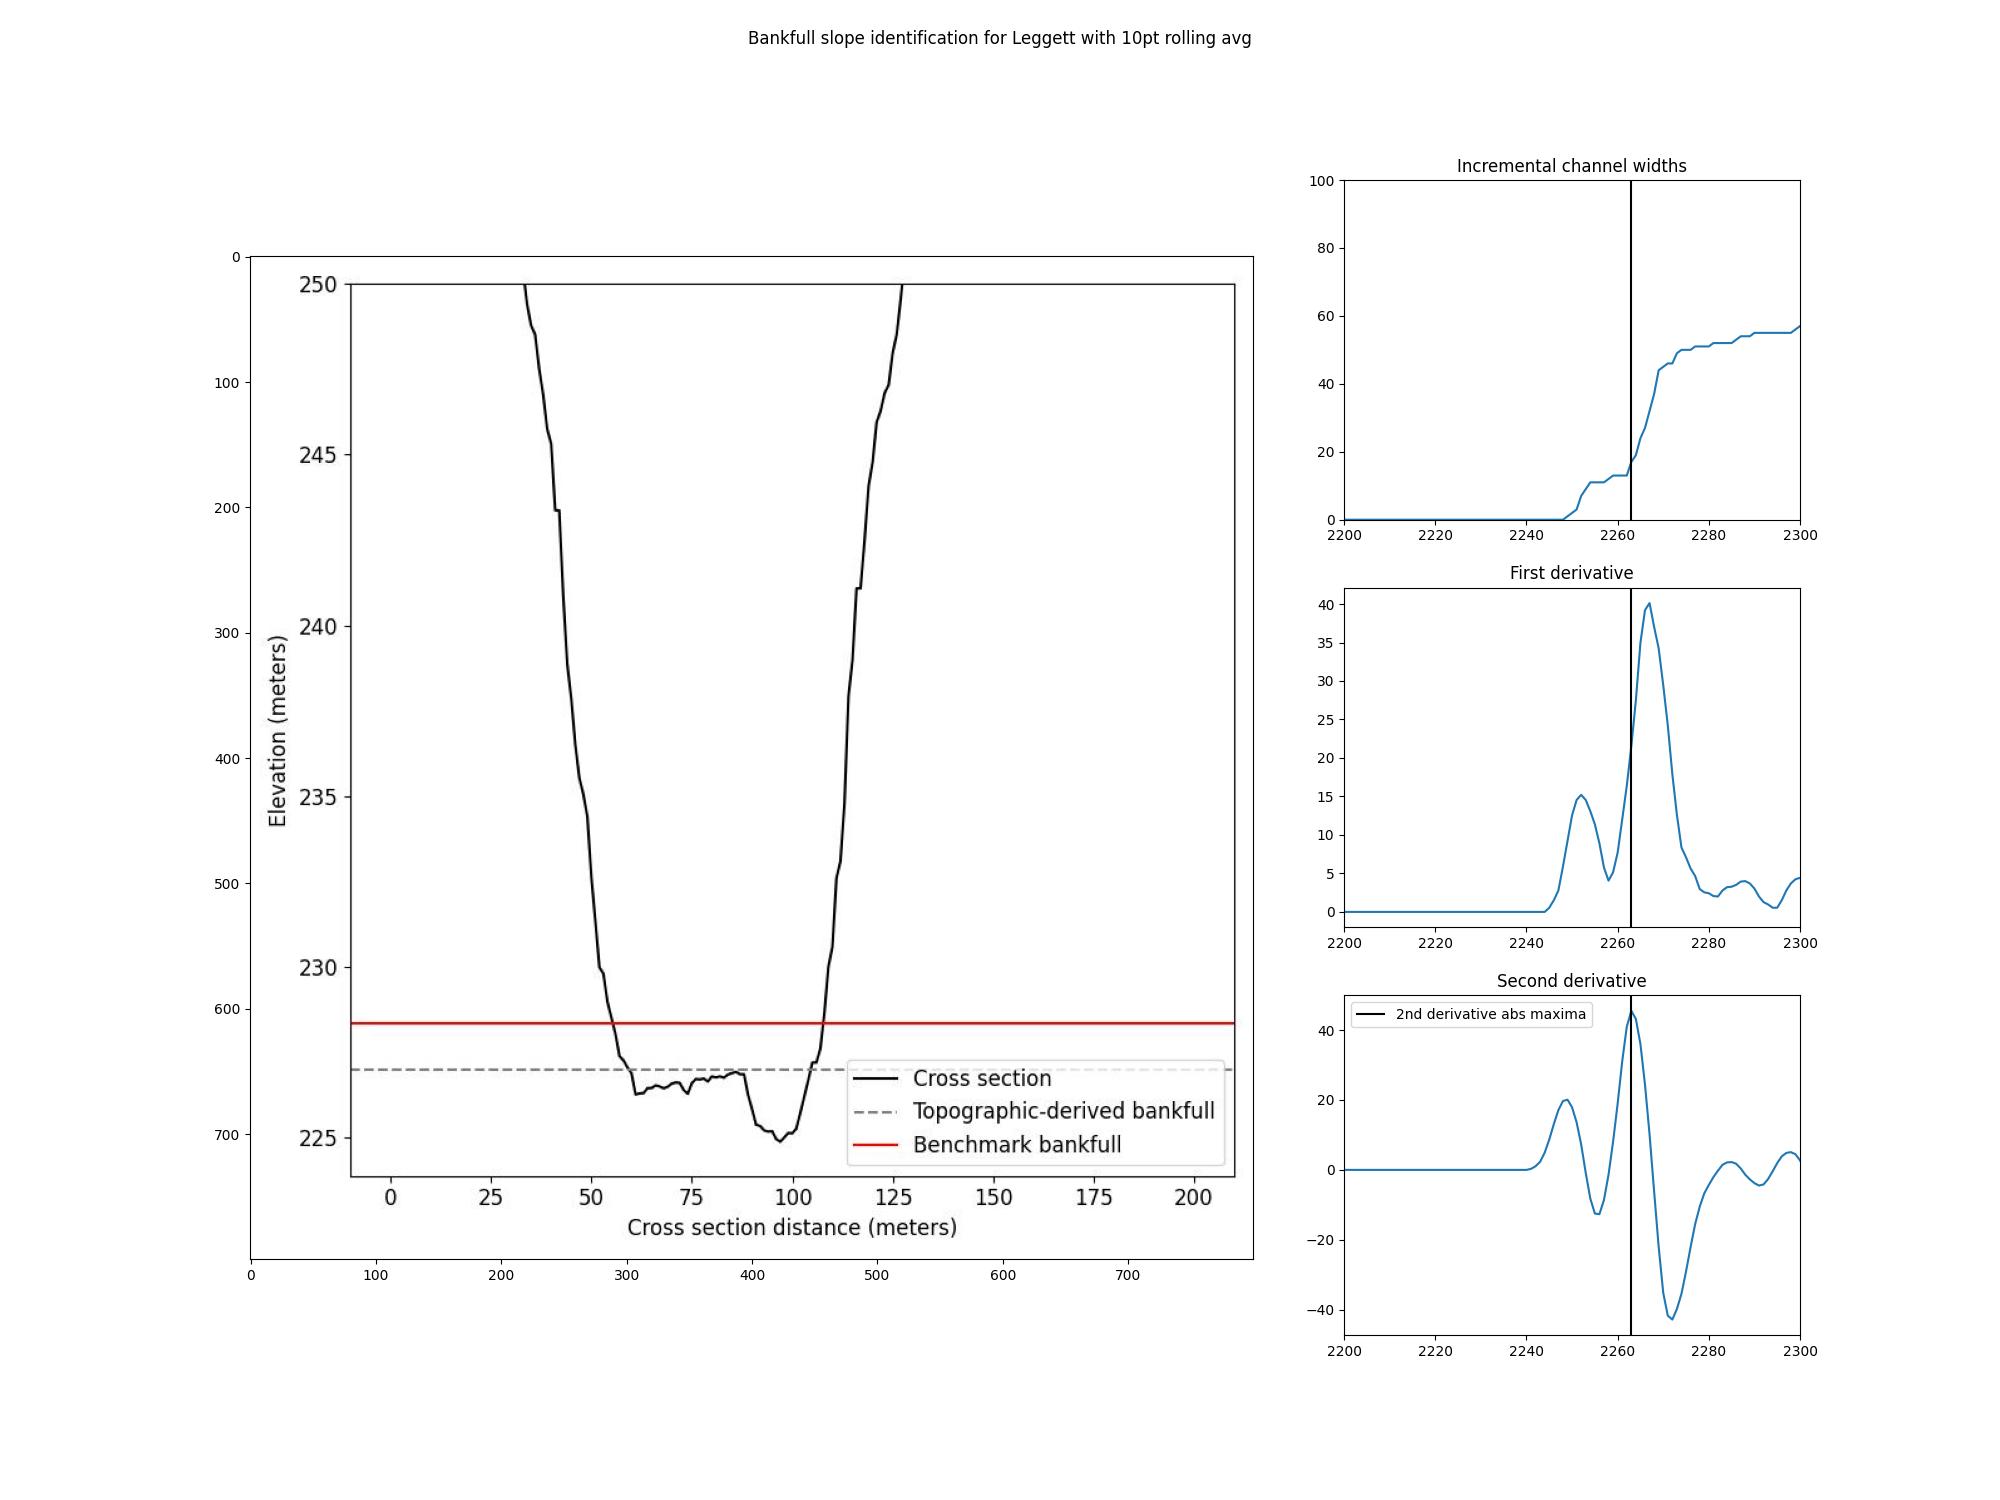 Bankfull slope identification for Leggett with 10pt rolling avg
0
100
200
300
400
500
600
700
250
245
240
235
230
225
Elevation (meters)
Cross section
Topographic-derived bankfull
Benchmark bankfull
0 25 50 75 100 125 150 175 200
Cross section distance (meters)
0 100 200 300 400 500 600 700
Incremental channel widths
100
80
60
40
20
0
2200 2220 2240 2260 2280 2300
First derivative
40
35
30
25
20
15
10
5
0
2200 2220 2240 2260 2280 2300
Second derivative
2nd derivative abs maxima
40
20
0
−20
−40
2200 2220 2240 2260 2280 2300